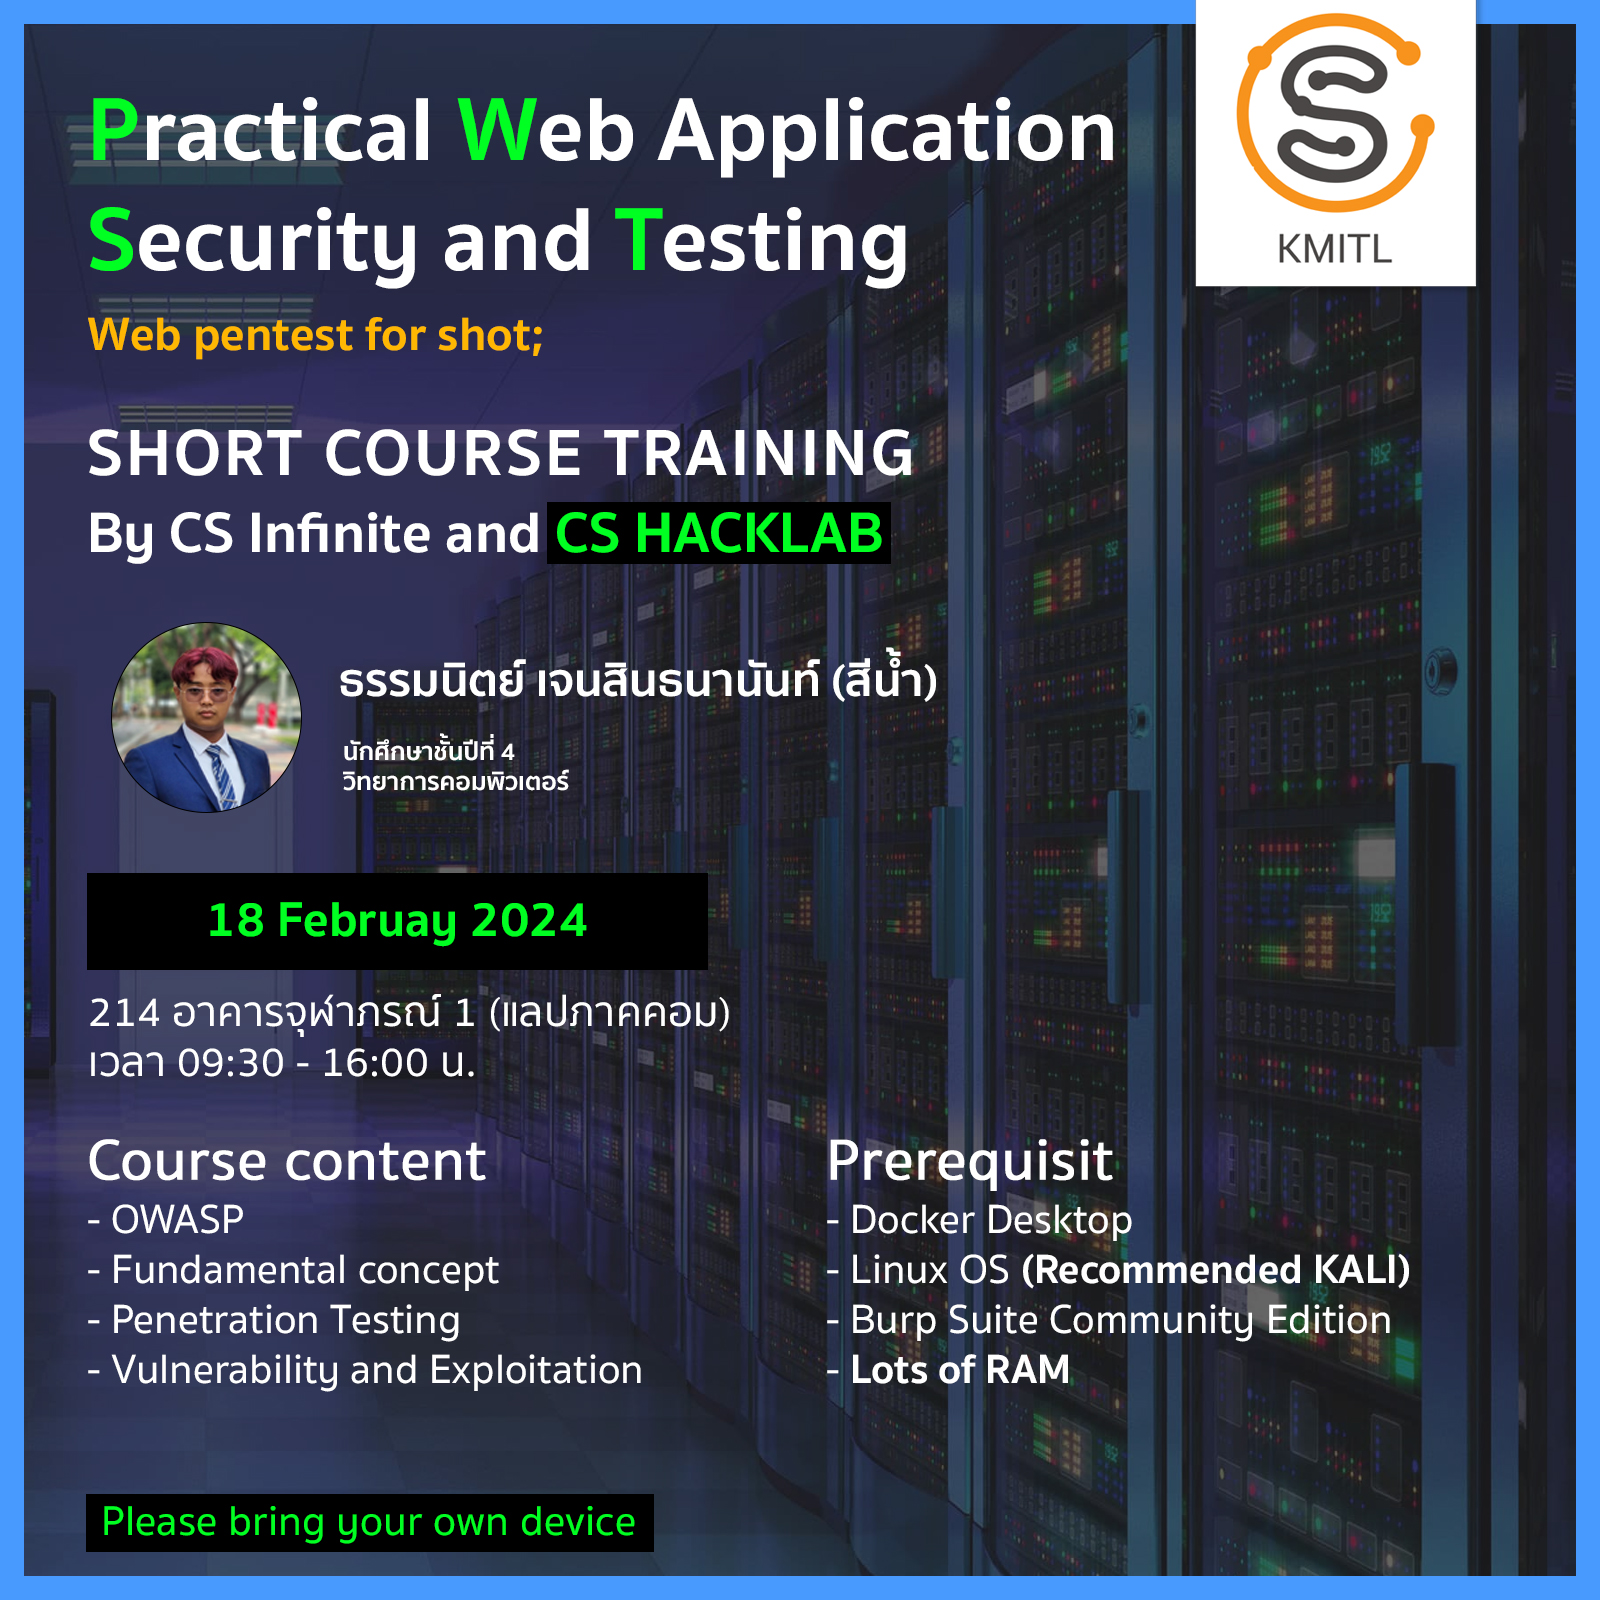 Practical Web Application
Security and Testing
KMITL
Web pentest for shot;
SHORT COURSE TRAINING
By CS Infinite and CS HACKLAB
ธรรมนิตย์ เจนสินธนานันท์ (สีน้ำ)
นักศึกษาชั้นปีที่ 4
วิทยาการคอมพิวเตอร์
18 Februay 2024
214 อาคารจุฬาภรณ์ 1 (แลปภาคคอม)
เวลา 09:30 - 16:00 น.
Course content
- OWASP
- Fundamental concept
- Penetration Testing
- Vulnerability and Exploitation
Prerequisit
- Docker Desktop
- Linux OS (Recommended KALI)
- Burp Suite Community Edition
- Lots of RAM
Please bring your own device